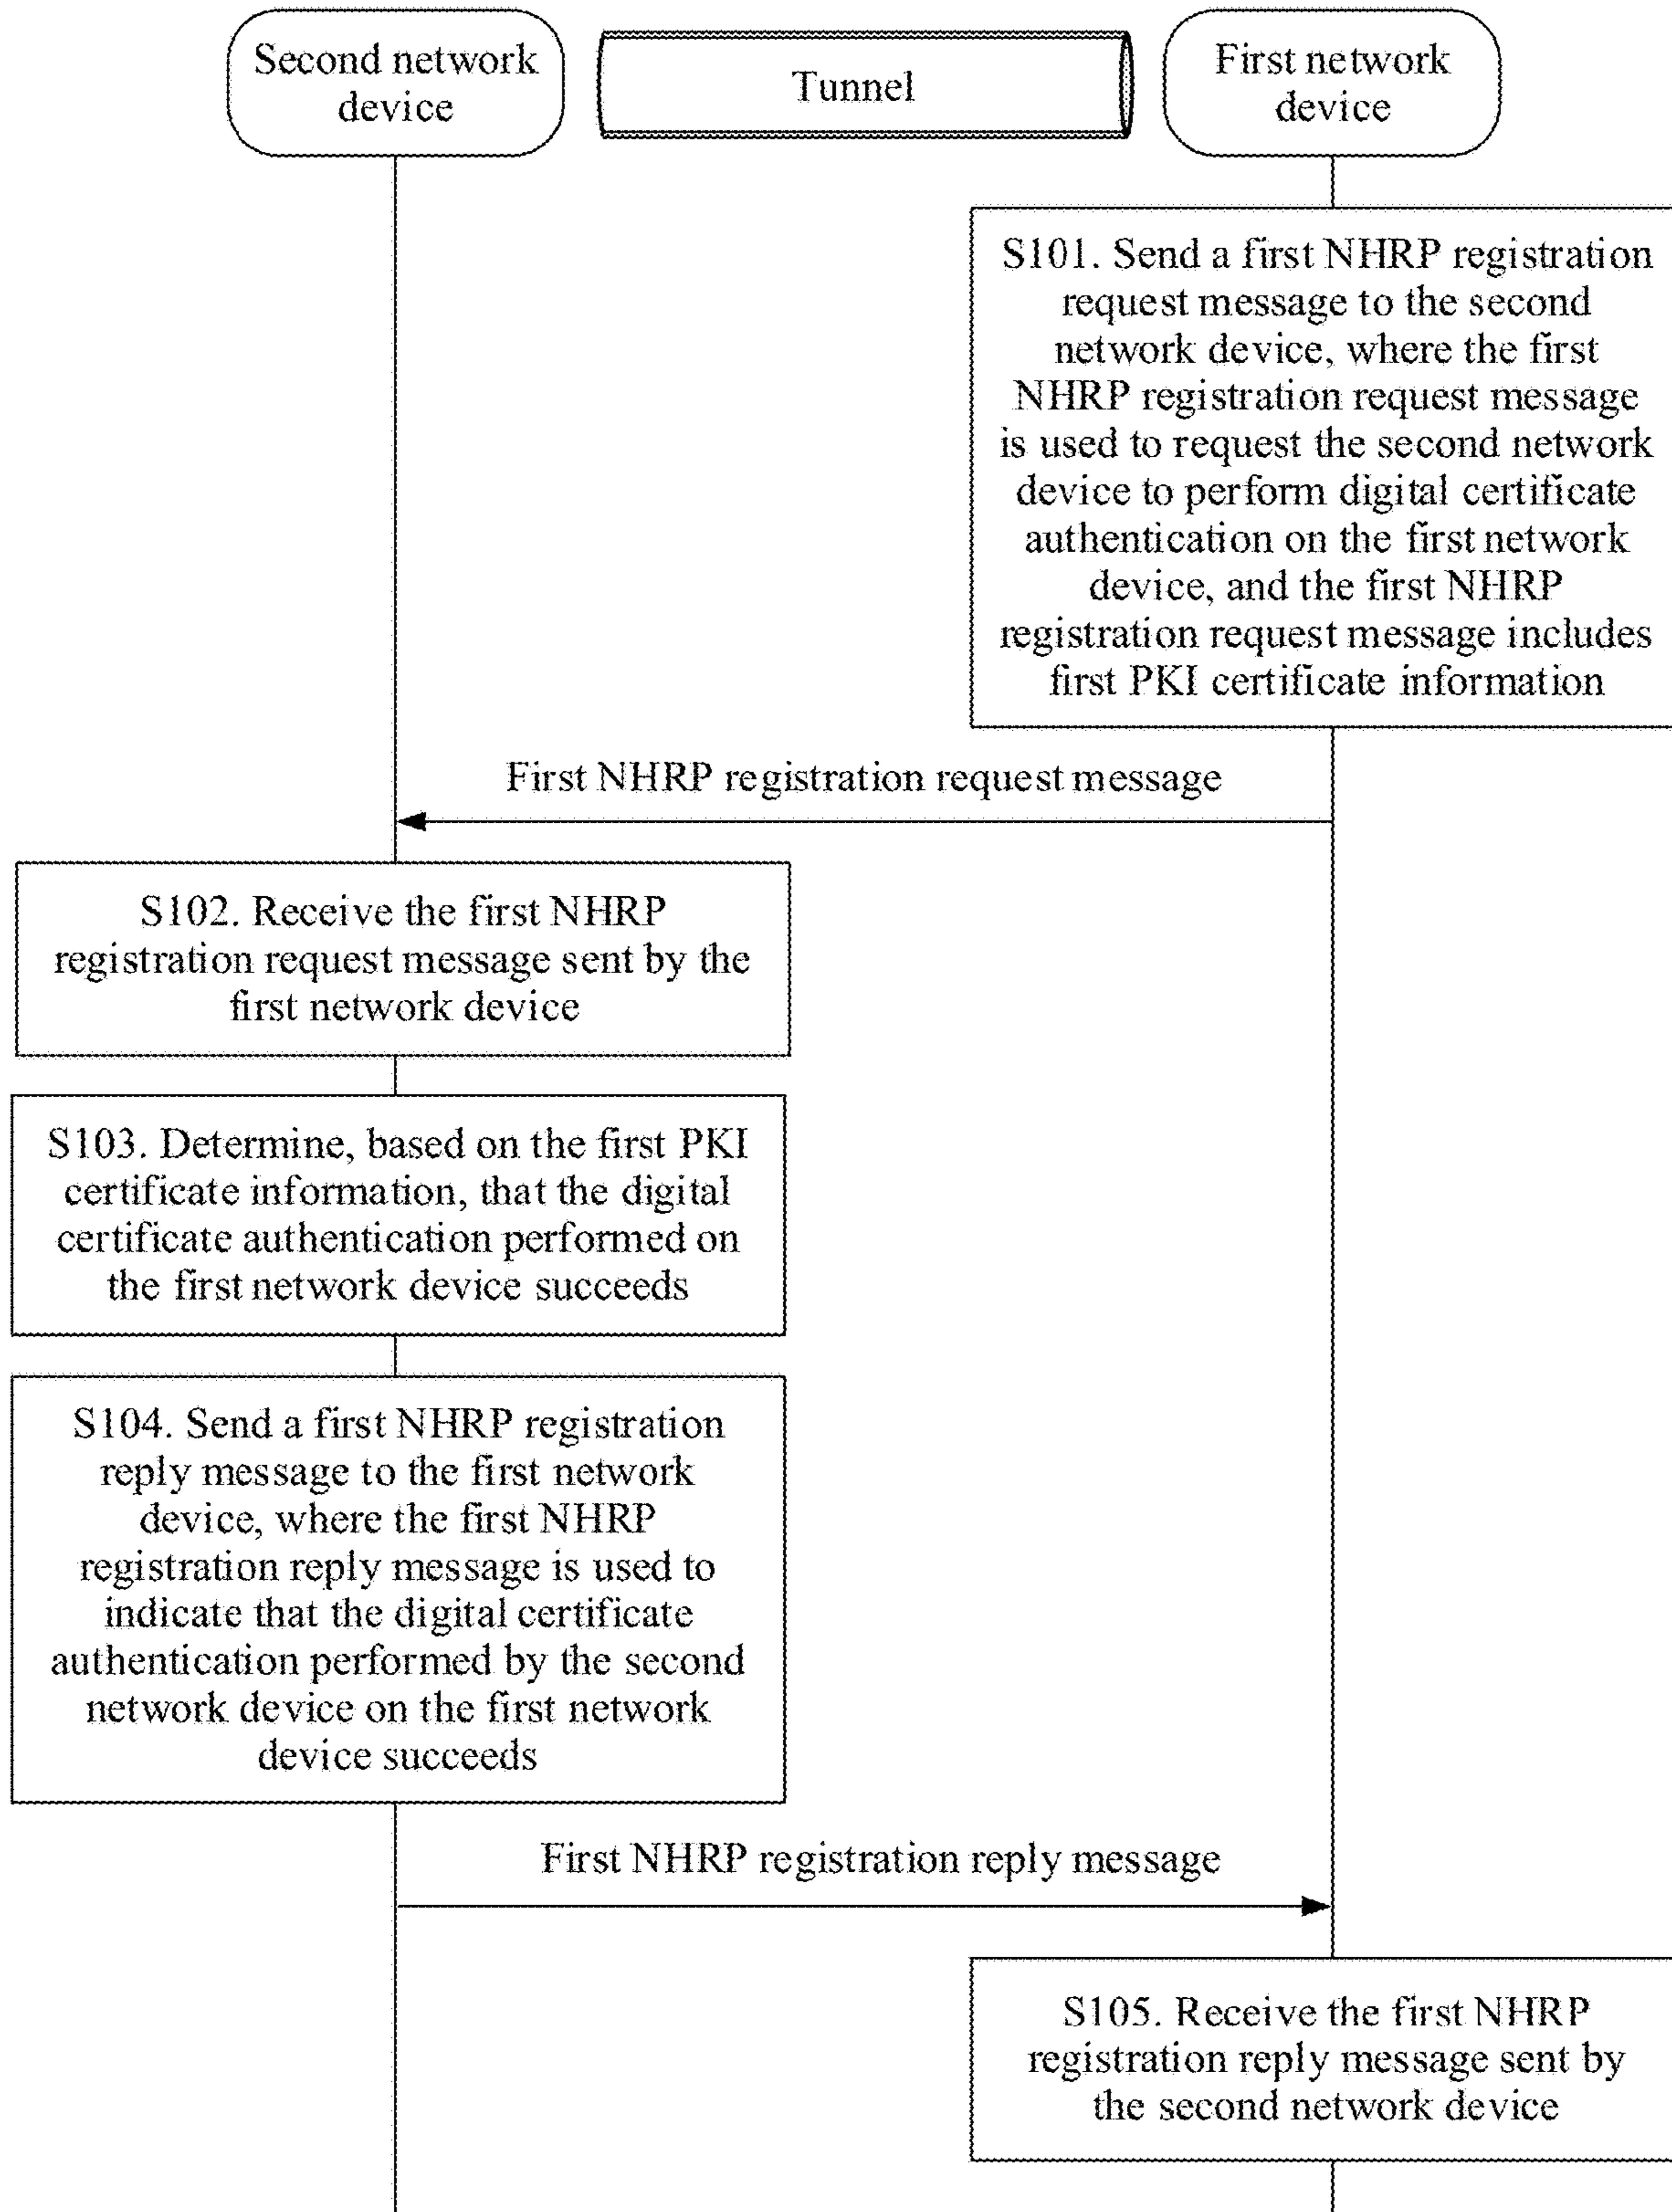 Second network
device
Tunnel
First network
device
S101. Send a first NHRP registration
request message to the second
network device, where the first
NHRP registration request message
is used to request the second network
device to perform digital certificate
authentication on the first network
device, and the first NHRP
registration request message includes
first PKI certificate information
First NHRP registration request message
S102. Receive the first NHRP
registration request message sent by the
first network device
S103. Determine, based on the first PKI
certificate information, that the digital
certificate authentication performed on
the first network device succeeds
S104. Send a first NHRP registration
reply message to the first network
device, where the first NHRP
registration reply message is used to
indicate that the digital certificate
authentication performed by the second
network device on the first network
device succeeds
First NHRP registration reply message
S105. Receive the first NHRP
registration reply message sent by
the second network device